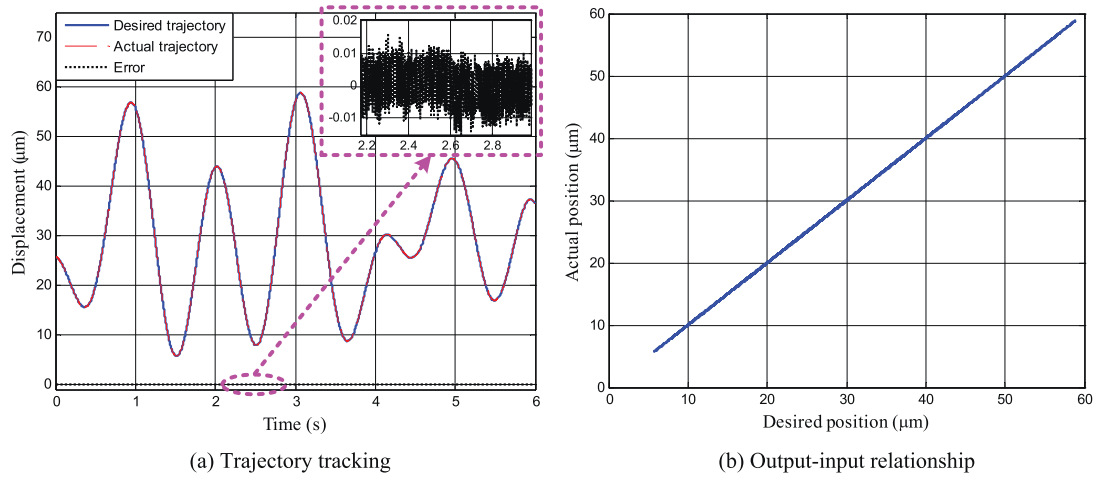 Desired trajectory
Actual trajectory
Error
0.02
0.01
0
-0.01
2.2 2.4 2.6 2.8
70
60
50
40
30
20
10
0
Displacement (μm)
0 1 2 3 4 5 6
Time (s)
(a) Trajectory tracking
60
50
40
30
20
10
0
Actual position (μm)
0 10 20 30 40 50 60
Desired position (μm)
(b) Output-input relationship